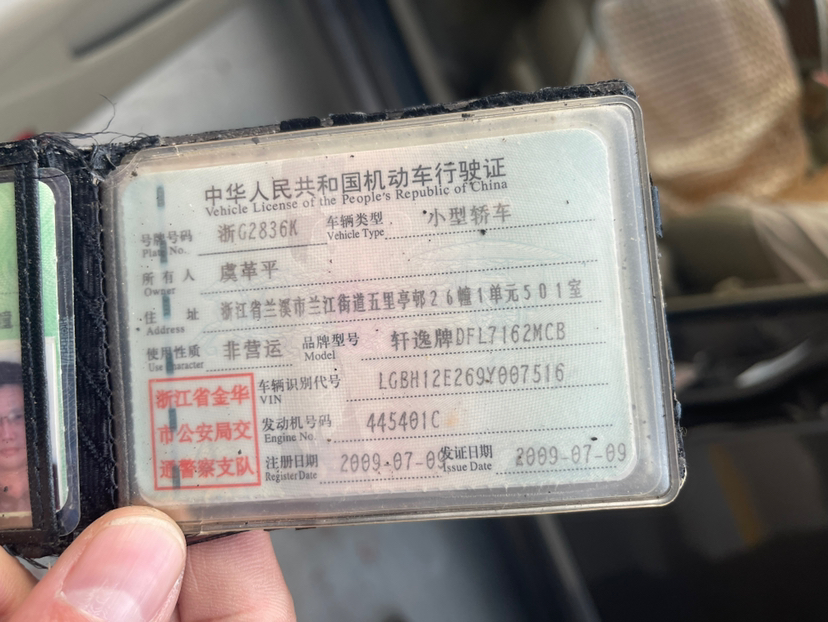 中华人民共和国机动车行驶证
Vehicle License of the People's Republic of China
号牌号码 浙G2836K 车辆类型 小型轿车
Plate No. Vehicle Type
所有人 虞革平
Owner
住址 浙江省兰溪市兰江街道五里亭邨26幢1单元501室
Address
使用性质 非营运 品牌型号 轩逸牌DFL7162MCB
Use Character Model
车辆识别代号 LGBH12E269Y007516
VIN
发动机号码 445401C
Engine No.
注册日期 2009-07-09 发证日期 2009-07-09
Register Date Issue Date
浙江省金华
市公安局交
通警察支队